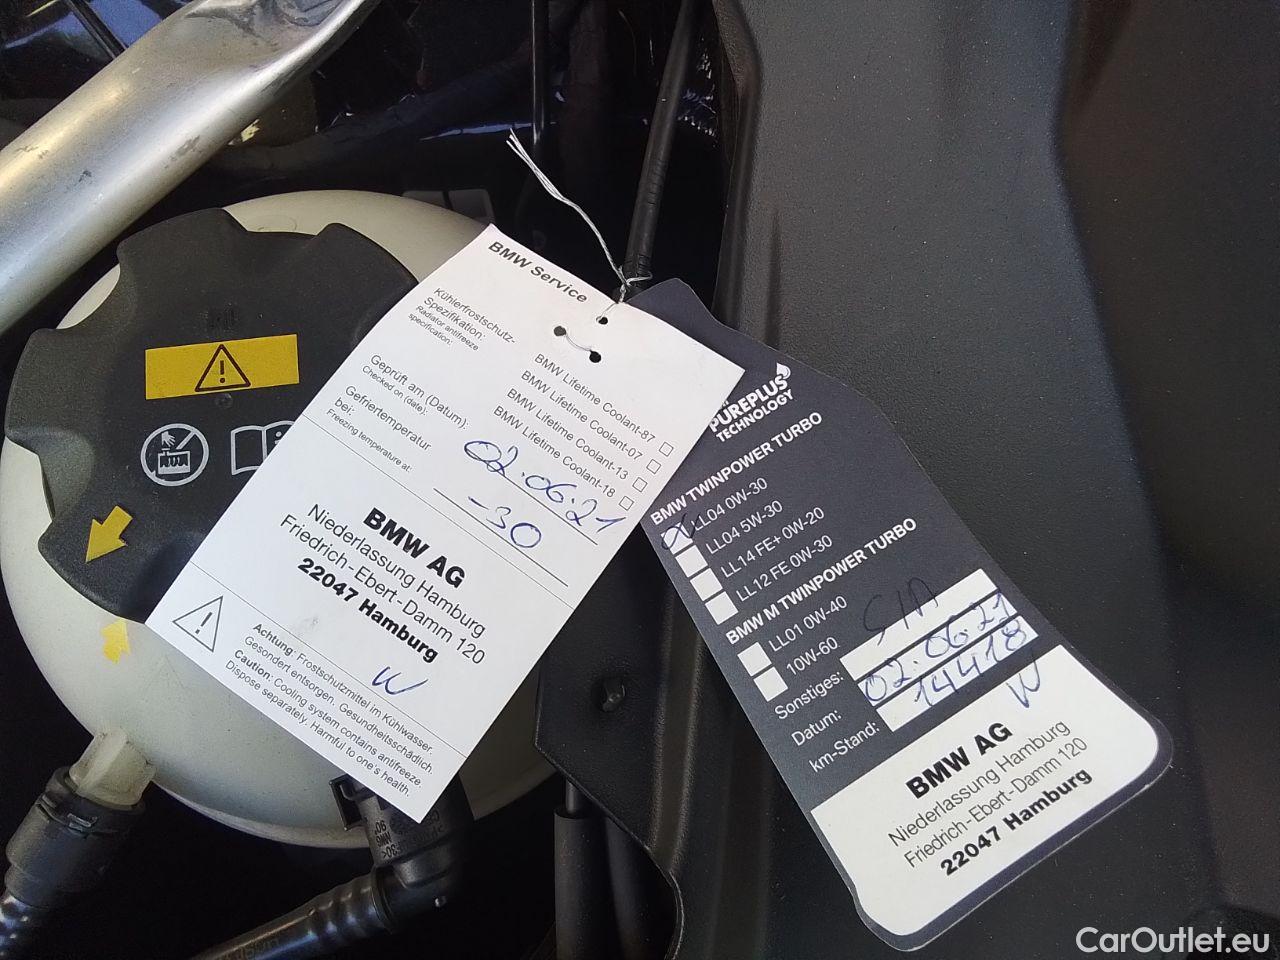 BMW Service
Kühlerfrostschutz-
Spezifikation:
Radiator antifreeze
specification:
BMW Lifetime Coolant-87
BMW Lifetime Coolant-07
BMW Lifetime Coolant-13
BMW Lifetime Coolant-18
Geprüft am (Datum):
Checked on (date):
02.06.21
Gefriertemperatur
bei:
Freezing temperature at:
-30
BMW AG
Niederlassung Hamburg
Friedrich-Ebert-Damm 120
22047 Hamburg
Achtung: Frostschutzmittel im Kühlwasser.
Gesondert entsorgen. Gesundheitsschädlich.
Caution: Cooling system contains antifreeze.
Dispose separately. Harmful to one's health.
PUREPLUS
TECHNOLOGY
BMW TWINPOWER TURBO
LL04 0W-30
LL04 5W-30
LL14 FE+ 0W-20
LL12 FE 0W-30
BMW M TWINPOWER TURBO
LL01 0W-40
10W-60
Sonstiges:
Datum: 02.06.21
km-Stand: 14418
BMW AG
Niederlassung Hamburg
Friedrich-Ebert-Damm 120
22047 Hamburg
CarOutlet.eu